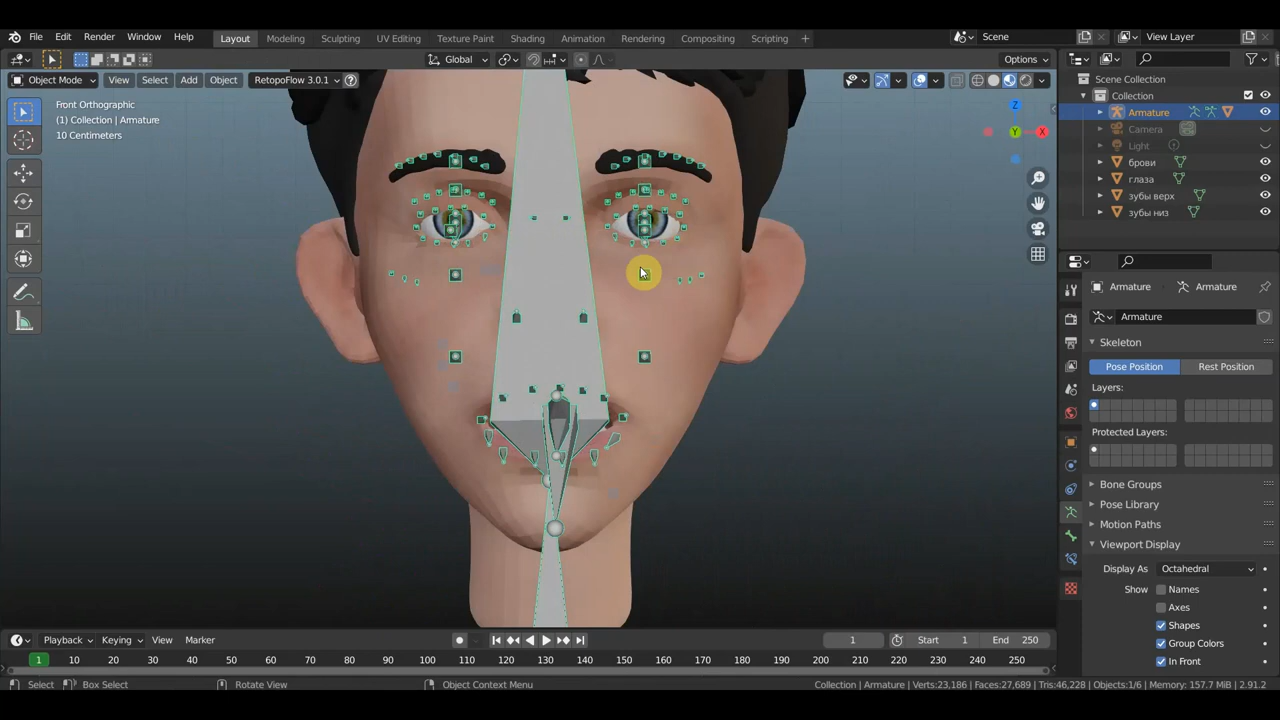 File Edit Render Window Help
Layout Modeling Sculpting UV Editing Texture Paint Shading Animation Rendering Compositing Scripting +
Scene
View Layer
Object Mode View Select Add Object RetopoFlow 3.0.1
Global
Options
Front Orthographic
(1) Collection | Armature
10 Centimeters
Z
Y
X
Scene Collection
Collection
Armature
Camera
Light
брови
глаза
зубы верх
зубы низ
Armature Armature
Armature
Skeleton
Pose Position Rest Position
Layers:
Protected Layers:
Bone Groups
Pose Library
Motion Paths
Viewport Display
Display As Octahedral
Show Names
Axes
Shapes
Group Colors
In Front
Playback Keying View Marker
1 Start 1 End 250
1 10 20 30 40 50 60 70 80 90 100 110 120 130 140 150 160 170 180 190 200 210 220 230 240 250
Select Box Select Rotate View Object Context Menu
Collection | Armature | Verts:23,186 | Faces:27,689 | Tris:46,228 | Objects:1/6 | Memory: 157.7 MiB | 2.91.2